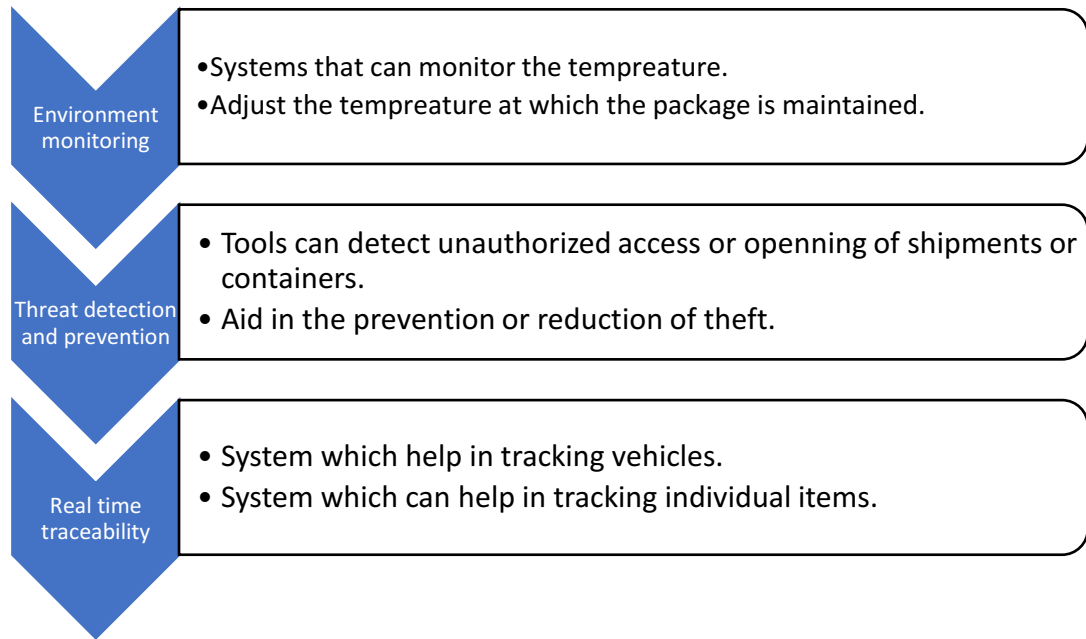 Environment
monitoring
•Systems that can monitor the tempreature.
•Adjust the tempreature at which the package is maintained.
Threat detection
and prevention
• Tools can detect unauthorized access or openning of shipments or
containers.
• Aid in the prevention or reduction of theft.
Real time
traceability
• System which help in tracking vehicles.
• System which can help in tracking individual items.